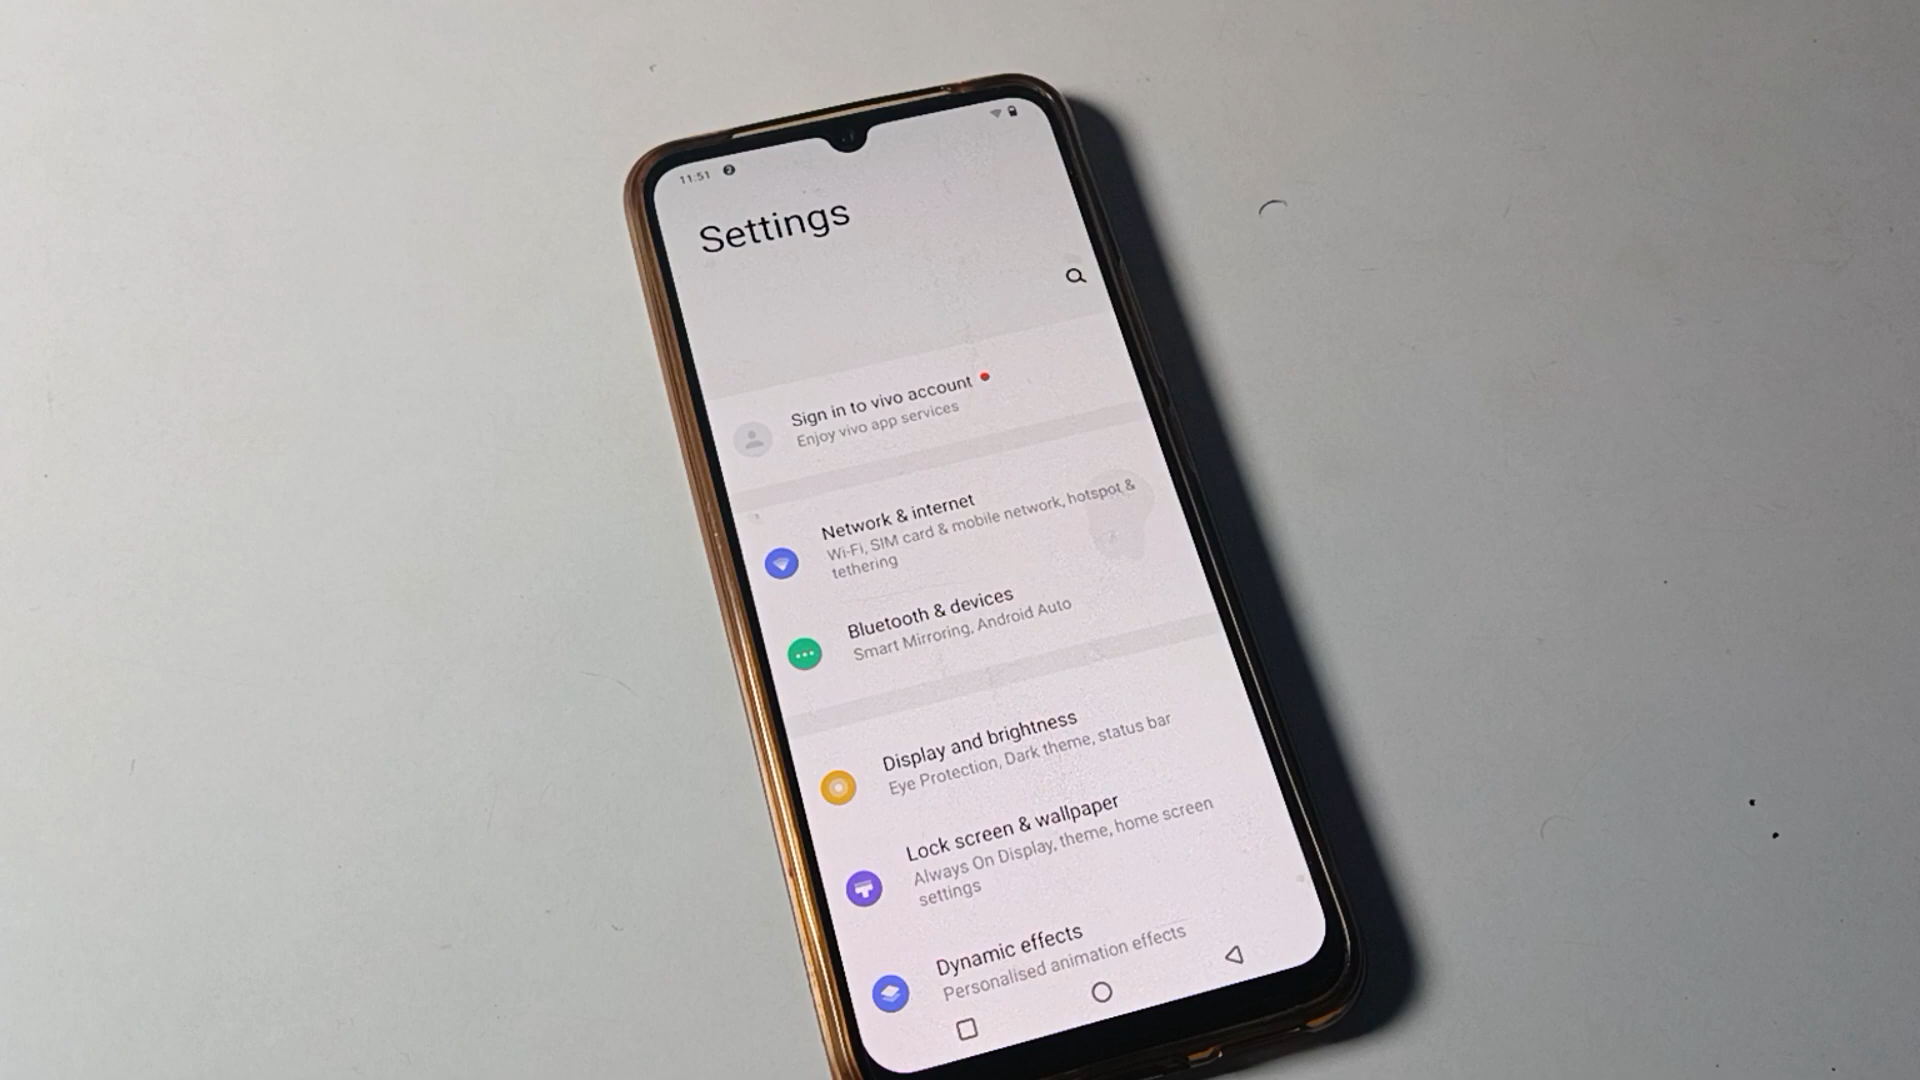 11:51
Settings
Sign in to vivo account
Enjoy vivo app services
Network & internet
Wi-Fi, SIM card & mobile network, hotspot &
tethering
Bluetooth & devices
Smart Mirroring, Android Auto
Display and brightness
Eye Protection, Dark theme, status bar
Lock screen & wallpaper
Always On Display, theme, home screen
settings
Dynamic effects
Personalised animation effects